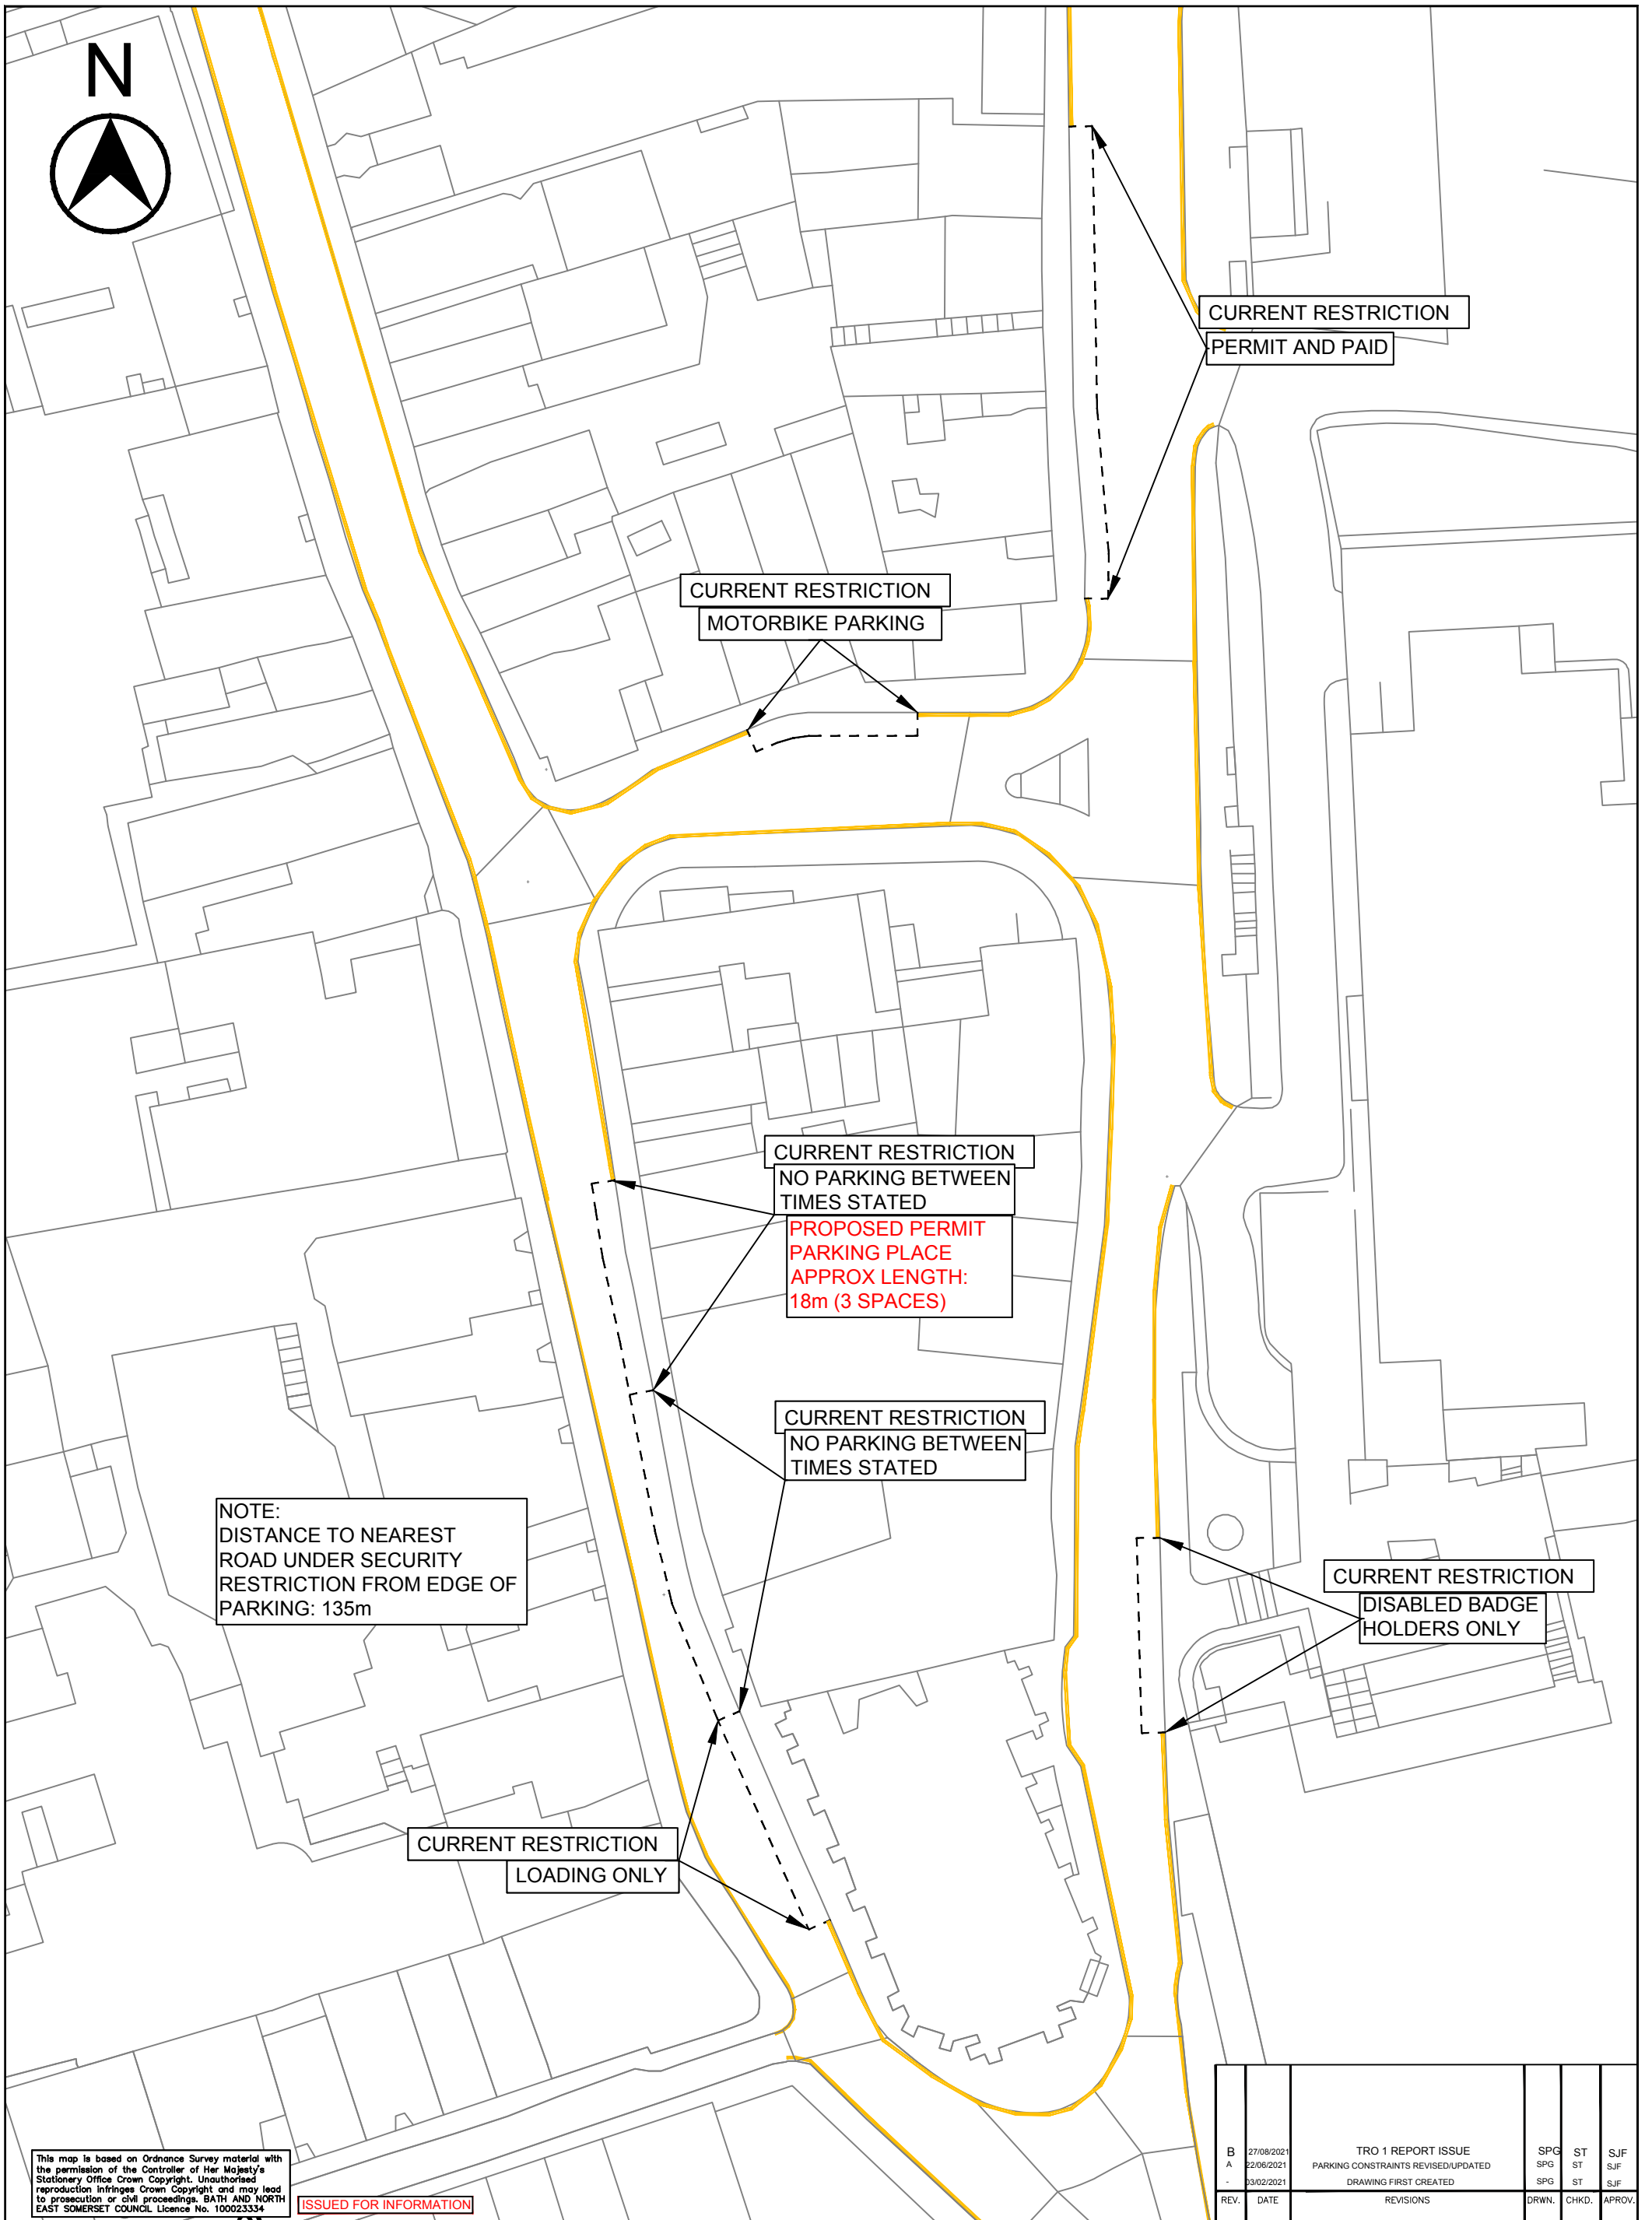 N
CURRENT RESTRICTION
PERMIT AND PAID
CURRENT RESTRICTION
MOTORBIKE PARKING
CURRENT RESTRICTION
NO PARKING BETWEEN
TIMES STATED
PROPOSED PERMIT
PARKING PLACE
APPROX LENGTH:
18m (3 SPACES)
CURRENT RESTRICTION
NO PARKING BETWEEN
TIMES STATED
NOTE:
DISTANCE TO NEAREST
ROAD UNDER SECURITY
RESTRICTION FROM EDGE OF
PARKING: 135m
CURRENT RESTRICTION
DISABLED BADGE
HOLDERS ONLY
CURRENT RESTRICTION
LOADING ONLY
This map is based on Ordnance Survey material with
the permission of the Controller of Her Majesty's
Stationery Office Crown Copyright. Unauthorised
reproduction infringes Crown Copyright and may lead
to prosecution or civil proceedings. BATH AND NORTH
EAST SOMERSET COUNCIL Licence No. 100023334
ISSUED FOR INFORMATION
B 27/08/2021 TRO 1 REPORT ISSUE SPG ST SJF
A 22/06/2021 PARKING CONSTRAINTS REVISED/UPDATED SPG ST SJF
- 03/02/2021 DRAWING FIRST CREATED SPG ST SJF
REV. DATE REVISIONS DRWN. CHKD. APROV.